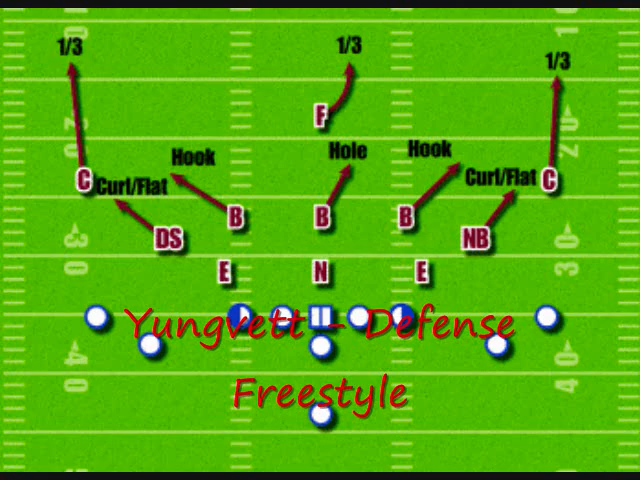 1/3
1/3
1/3
F
Hook
Hole
Hook
C
Curl/Flat
Curl/Flat
C
B
B
B
DS
NB
E
N
E
Yungvett - Defense
Freestyle